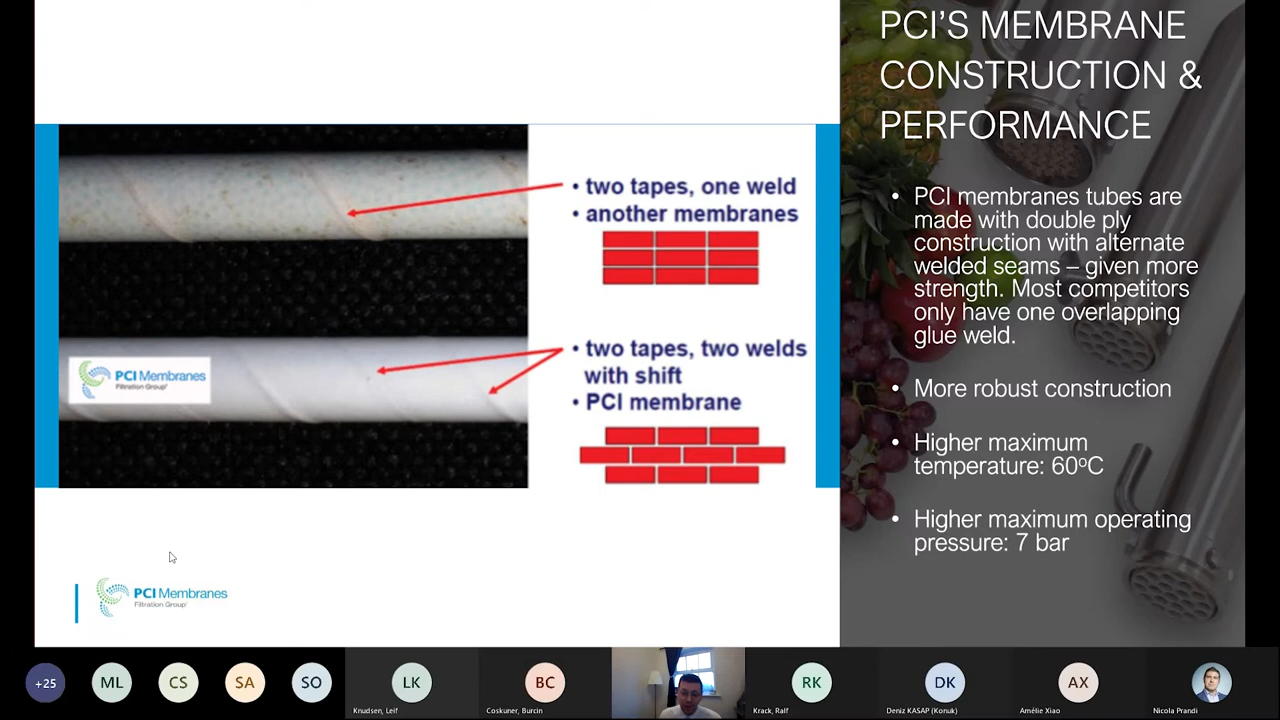 PCI'S MEMBRANE
CONSTRUCTION &
PERFORMANCE
• two tapes, one weld
• another membranes
• two tapes, two welds
with shift
• PCI membrane
PCI Membranes
Filtration Group
• PCI membranes tubes are
made with double ply
construction with alternate
welded seams – given more
strength. Most competitors
only have one overlapping
glue weld.
• More robust construction
• Higher maximum
temperature: 60ºC
• Higher maximum operating
pressure: 7 bar
PCI Membranes
Filtration Group
+25
ML
CS
SA
SO
LK
Knudsen, Leif
BC
Coskuner, Burcin
RK
Krack, Ralf
DK
Deniz KASAP (Konuk)
AX
Amélie Xiao
Nicola Prandi